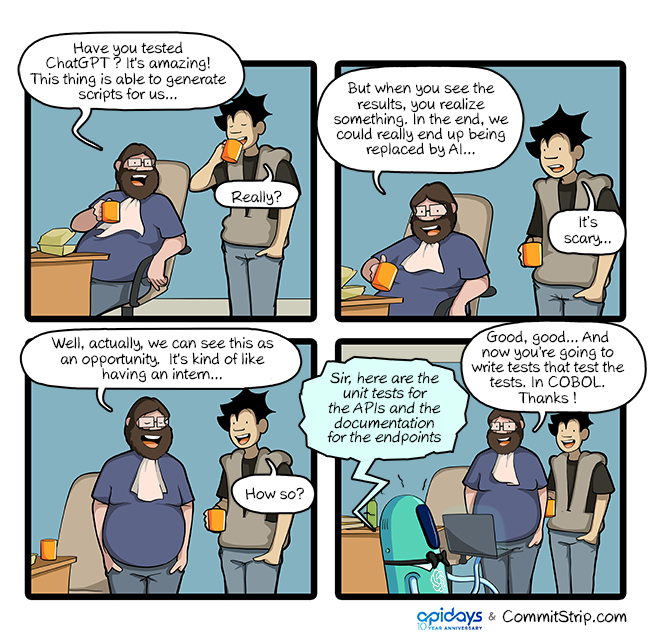 Have you tested
ChatGPT ? It's amazing!
This thing is able to generate
scripts for us...
Really?
But when you see the
results, you realize
something. In the end, we
could really end up being
replaced by AI...
It's
scary...
Well, actually, we can see this as
an opportunity. It's kind of like
having an intern...
How so?
Sir, here are the
unit tests for
the APIs and the
documentation
for the endpoints
Good, good... And
now you're going to
write tests that test the
tests. In COBOL.
Thanks !
apidays
10 YEAR ANNIVERSARY
& CommitStrip.com